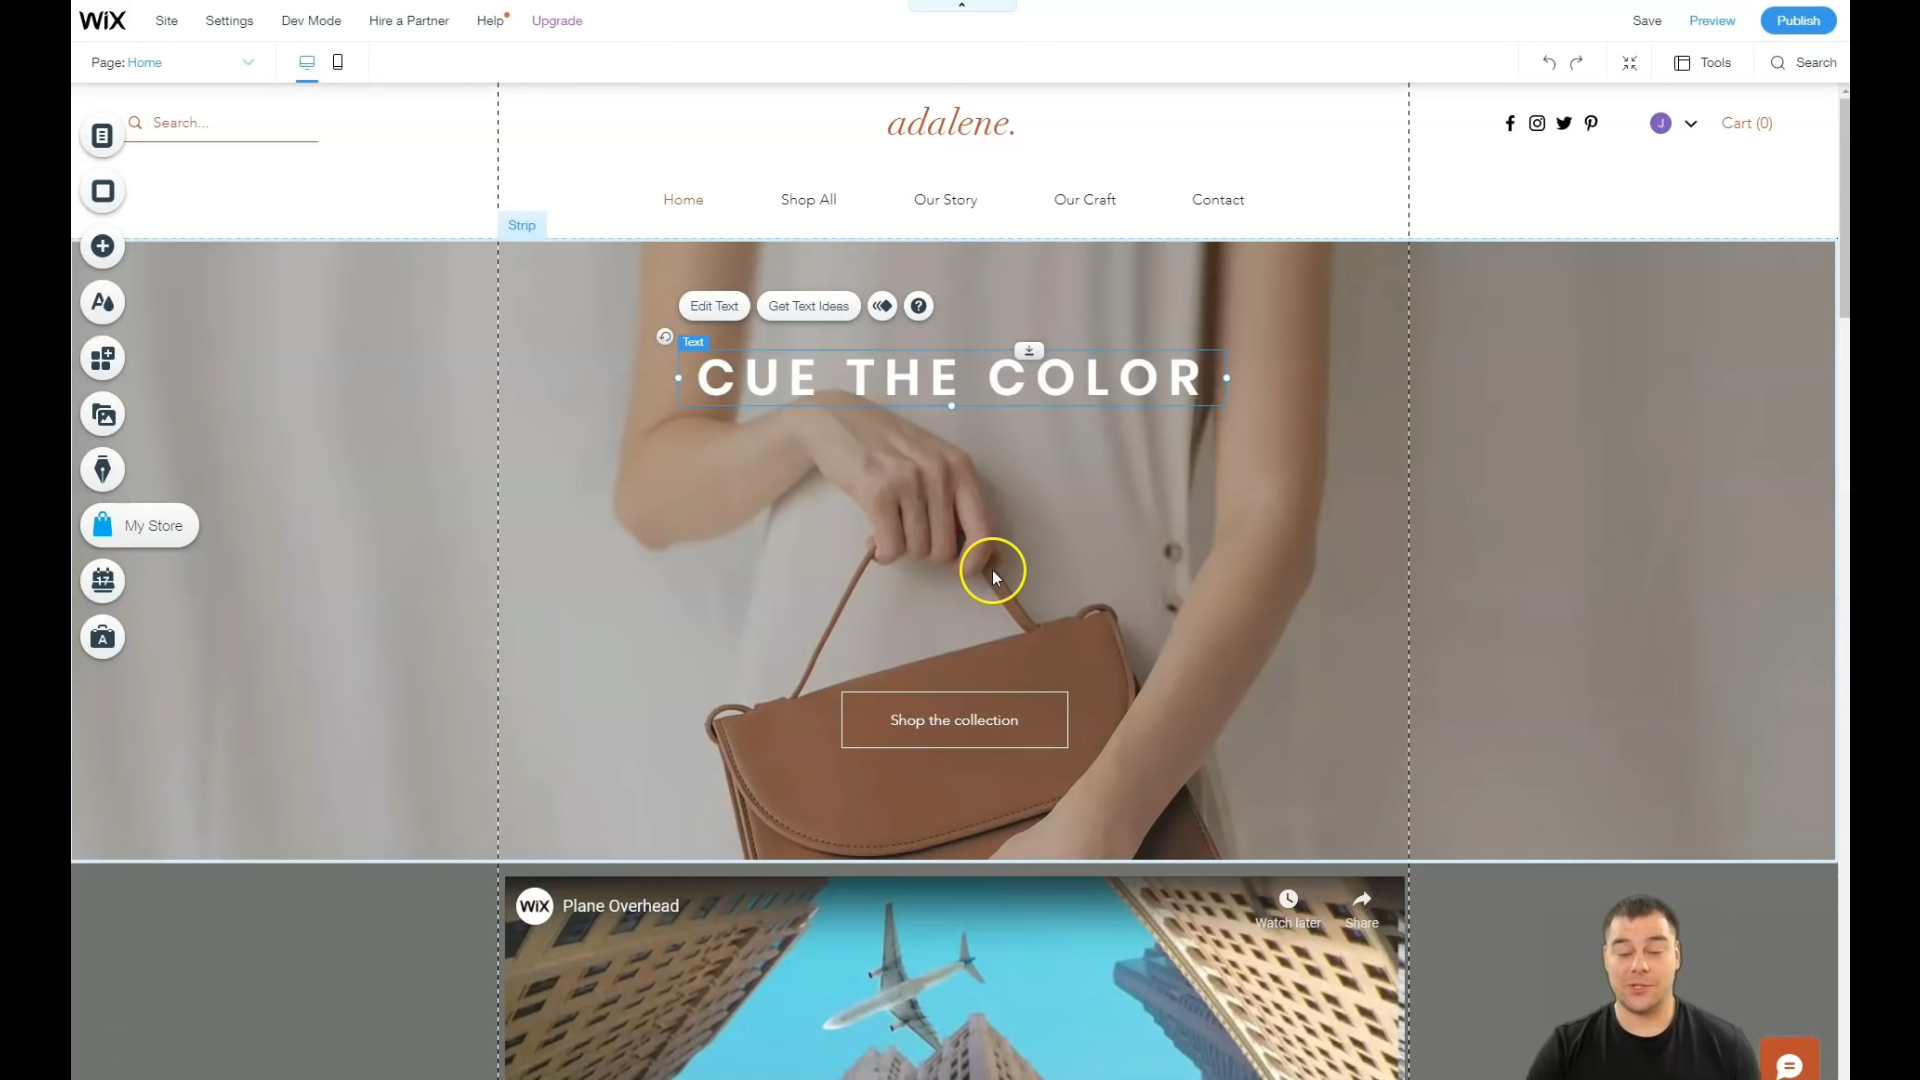 WiX Site Settings Dev Mode Hire a Partner Help Upgrade Save Preview Publish
Page: Home Tools Search
Search... adalene. J Cart (0)
Home Shop All Our Story Our Craft Contact
Strip
Edit Text Get Text Ideas ?
Text
CUE THE COLOR
My Store
17
A
Shop the collection
WiX Plane Overhead Watch later Share